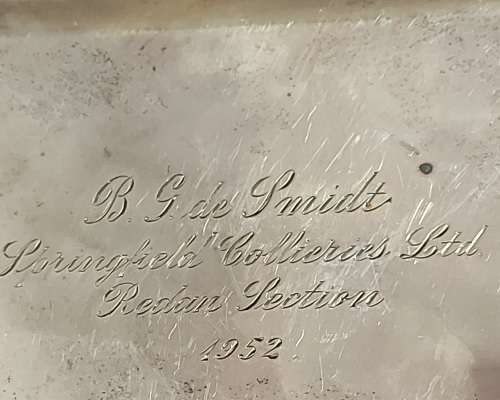 B. G. de Smidt
Springfield Collieries Ltd.
Redan Section
1952